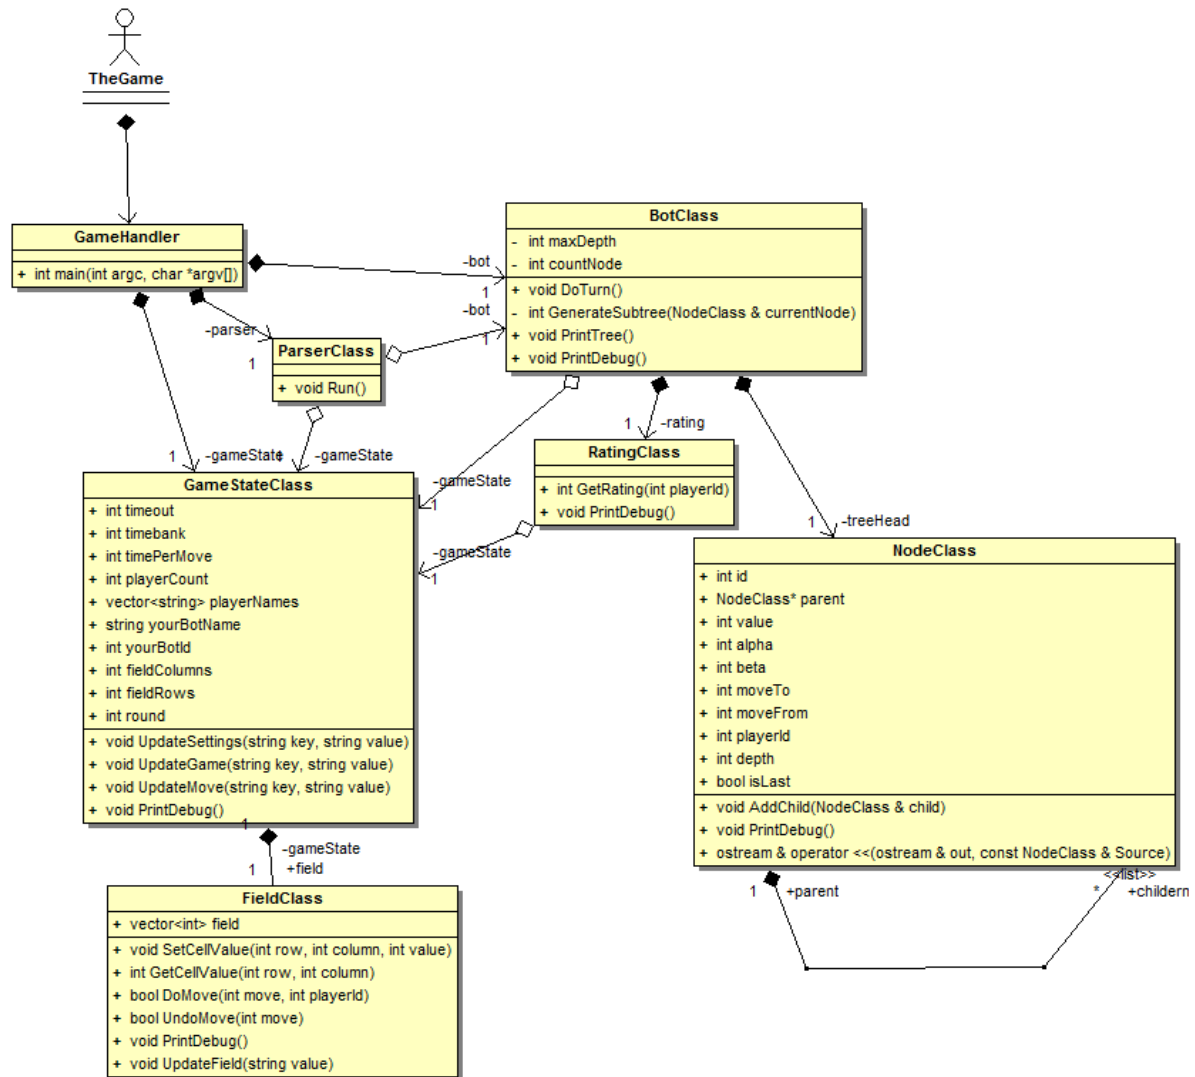 TheGame
GameHandler
+ int main(int argc, char *argv[])
-bot
1
-bot
1
-parser
1
ParserClass
+ void Run()
BotClass
- int maxDepth
- int countNode
+ void DoTurn()
- int GenerateSubtree(NodeClass & currentNode)
+ void PrintTree()
+ void PrintDebug()
1
-rating
RatingClass
+ int GetRating(int playerId)
+ void PrintDebug()
1
-gameState
1
-gameState
-gameState
1
-gameState
1
1
-treeHead
GameStateClass
+ int timeout
+ int timebank
+ int timePerMove
+ int playerCount
+ vector<string> playerNames
+ string yourBotName
+ int yourBotId
+ int fieldColumns
+ int fieldRows
+ int round
+ void UpdateSettings(string key, string value)
+ void UpdateGame(string key, string value)
+ void UpdateMove(string key, string value)
+ void PrintDebug()
1
-gameState
1
+field
FieldClass
+ vector<int> field
+ void SetCellValue(int row, int column, int value)
+ int GetCellValue(int row, int column)
+ bool DoMove(int move, int playerId)
+ bool UndoMove(int move)
+ void PrintDebug()
+ void UpdateField(string value)
NodeClass
+ int id
+ NodeClass* parent
+ int value
+ int alpha
+ int beta
+ int moveTo
+ int moveFrom
+ int playerId
+ int depth
+ bool isLast
+ void AddChild(NodeClass & child)
+ void PrintDebug()
+ ostream & operator <<(ostream & out, const NodeClass & Source)
1
+parent
<<list>>
*
+childern